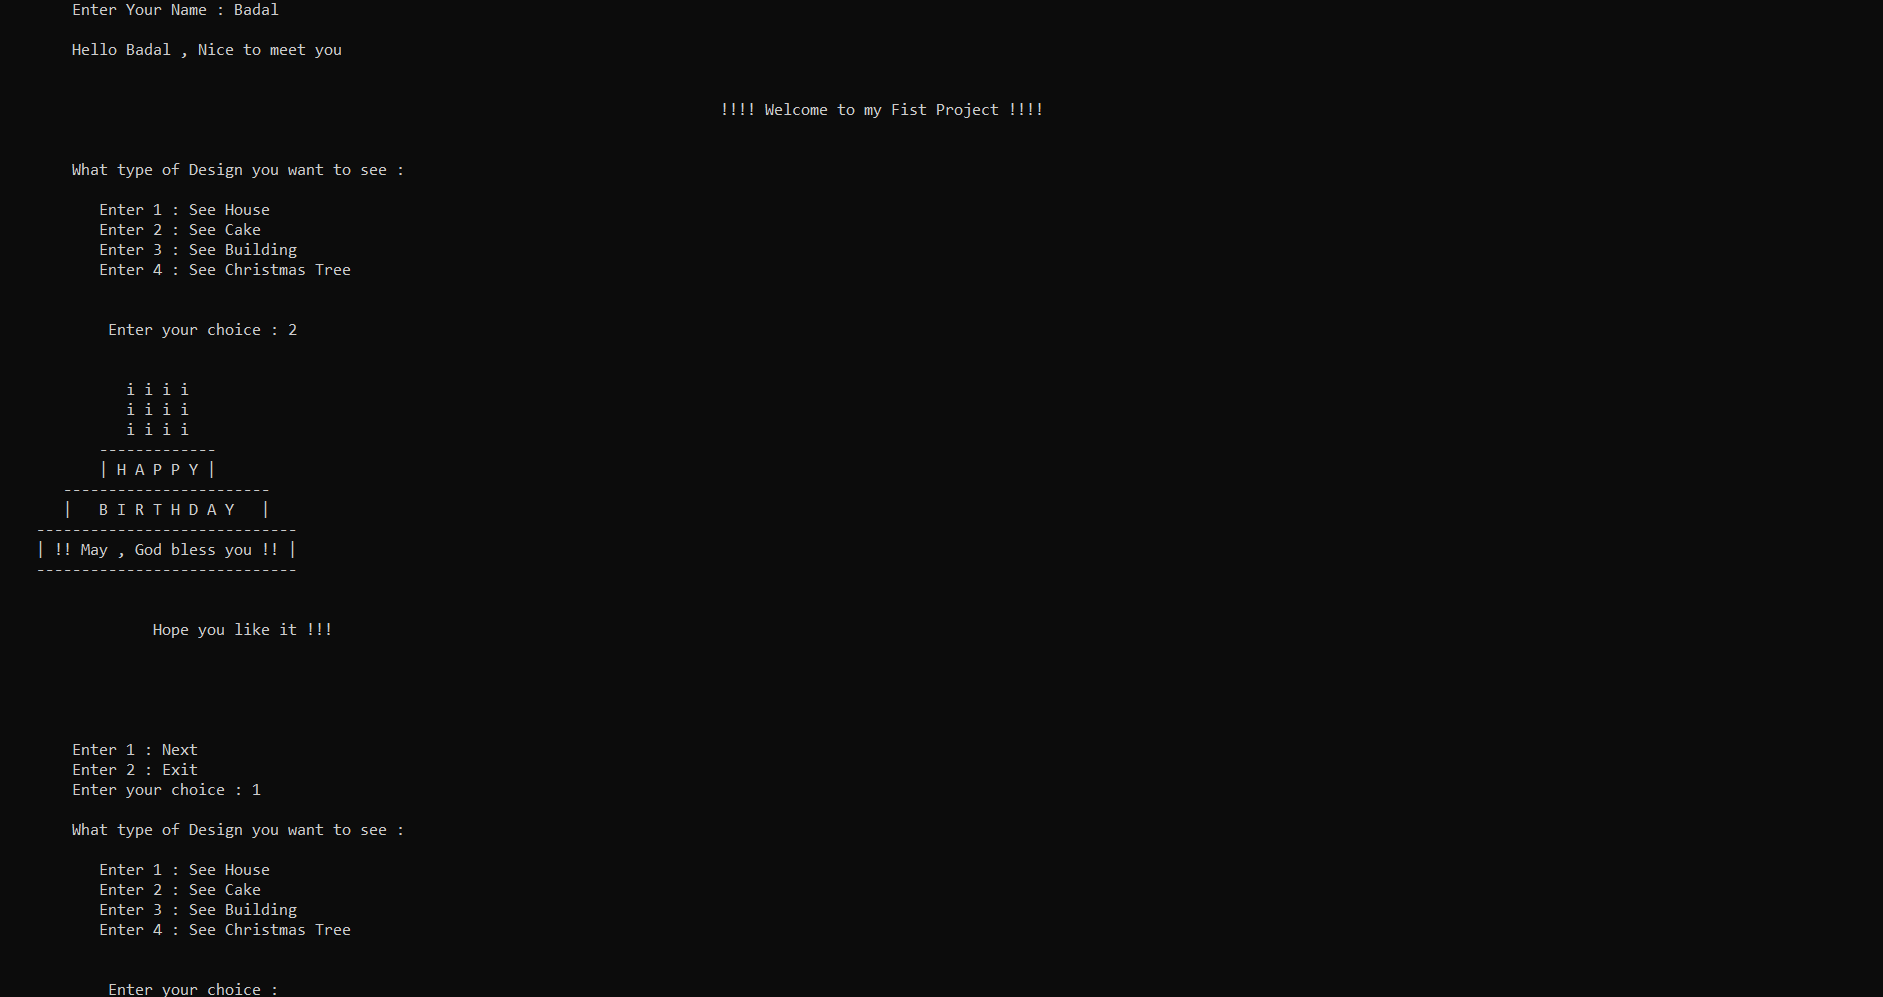 Enter Your Name : Badal
Hello Badal , Nice to meet you
!!!! Welcome to my Fist Project !!!!
What type of Design you want to see :
Enter 1 : See House
Enter 2 : See Cake
Enter 3 : See Building
Enter 4 : See Christmas Tree
Enter your choice : 2
i i i i
i i i i
i i i i
-------------
| H A P P Y |
-----------------------
|   B I R T H D A Y   |
-----------------------------
| !! May , God bless you !! |
-----------------------------
Hope you like it !!!
Enter 1 : Next
Enter 2 : Exit
Enter your choice : 1
What type of Design you want to see :
Enter 1 : See House
Enter 2 : See Cake
Enter 3 : See Building
Enter 4 : See Christmas Tree
Enter your choice :